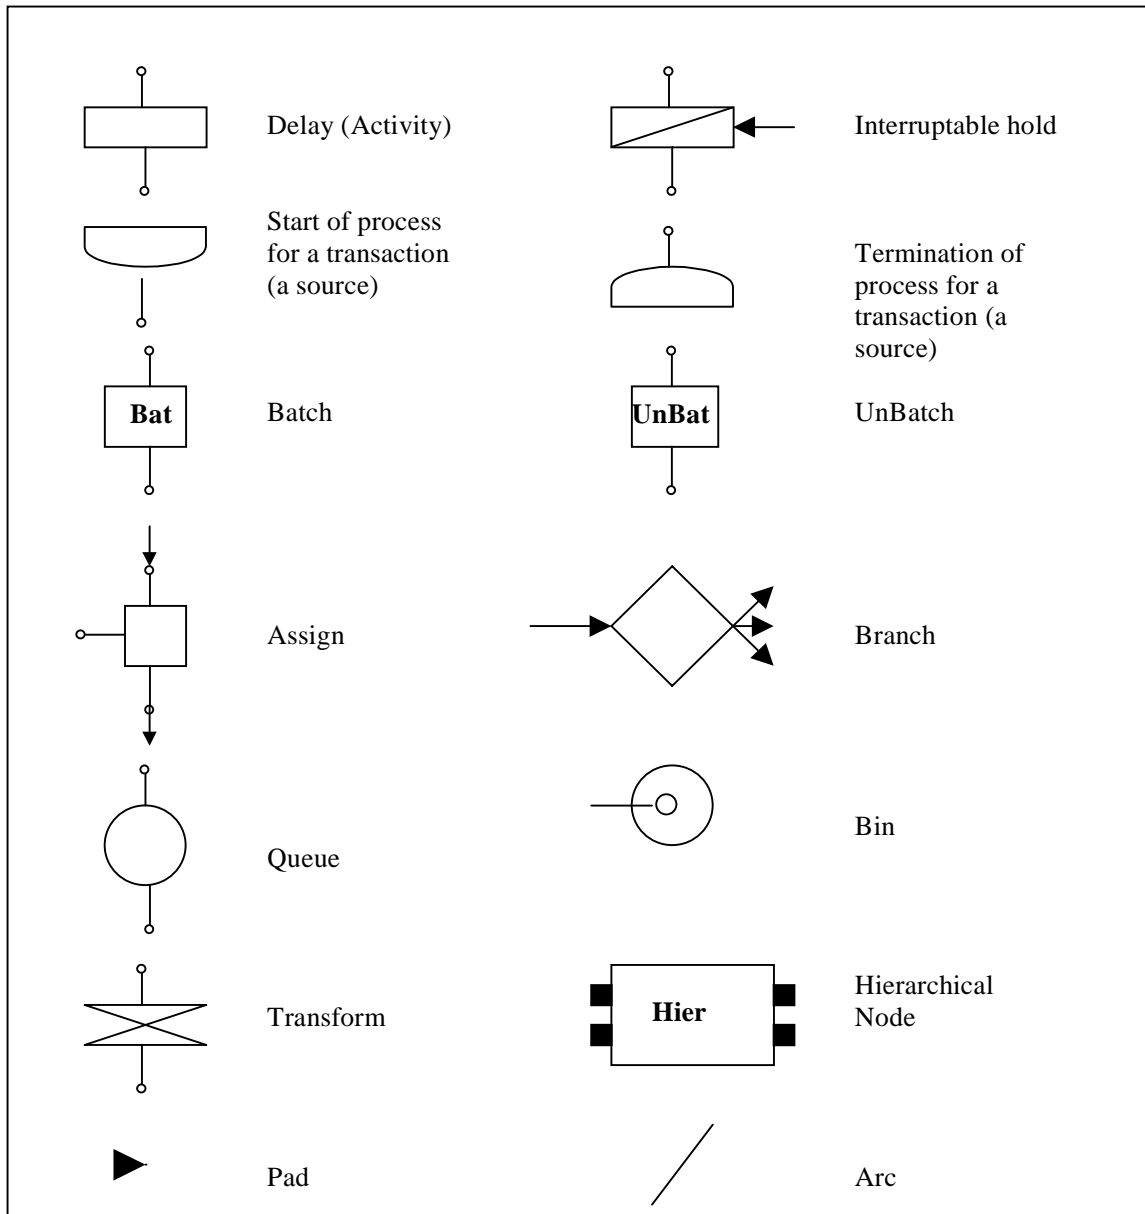 Delay (Activity)
Interruptable hold
Start of process
for a transaction
(a source)
Termination of
process for a
transaction (a
source)
Bat
Batch
UnBat
UnBatch
Assign
Branch
Queue
Bin
Transform
Hier
Hierarchical
Node
Pad
Arc